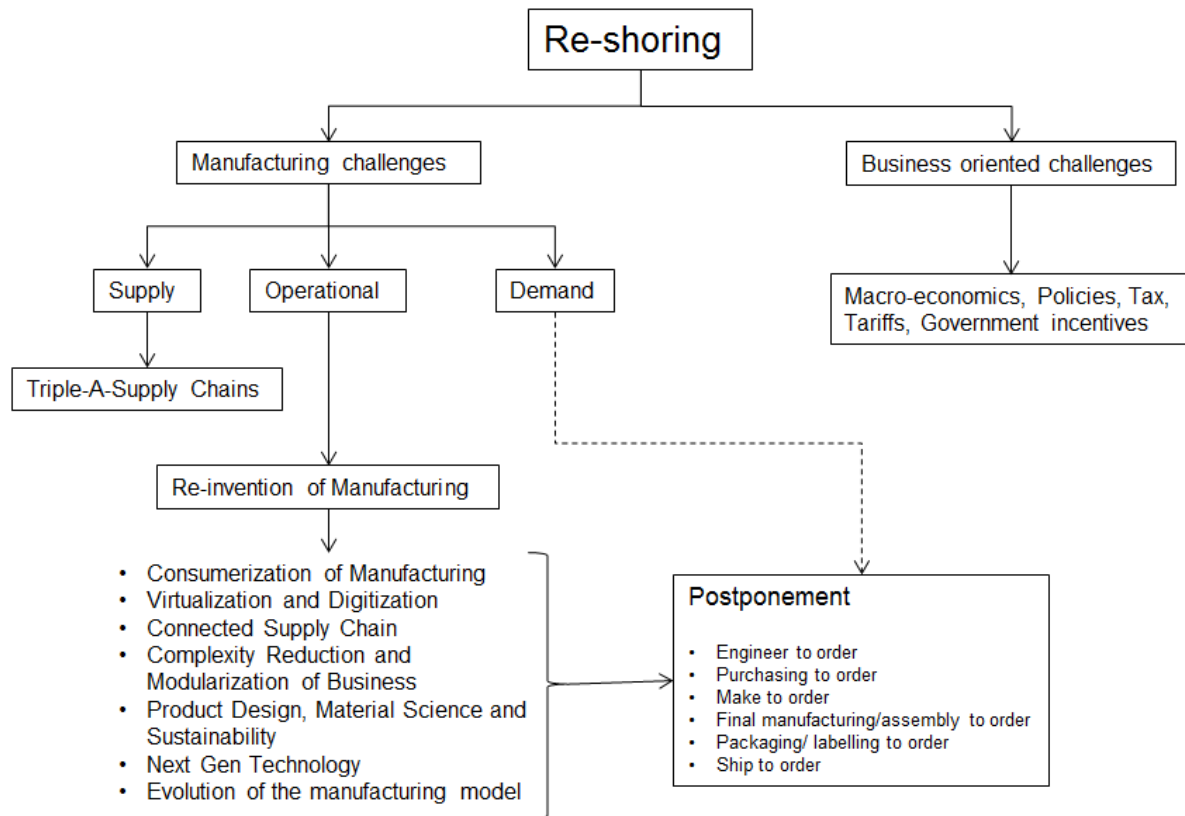 Re-shoring
Manufacturing challenges
Business oriented challenges
Supply
Operational
Demand
Macro-economics, Policies, Tax,
Tariffs, Government incentives
Triple-A-Supply Chains
Re-invention of Manufacturing
• Consumerization of Manufacturing
• Virtualization and Digitization
• Connected Supply Chain
• Complexity Reduction and
Modularization of Business
• Product Design, Material Science and
Sustainability
• Next Gen Technology
• Evolution of the manufacturing model
Postponement
• Engineer to order
• Purchasing to order
• Make to order
• Final manufacturing/assembly to order
• Packaging/ labelling to order
• Ship to order